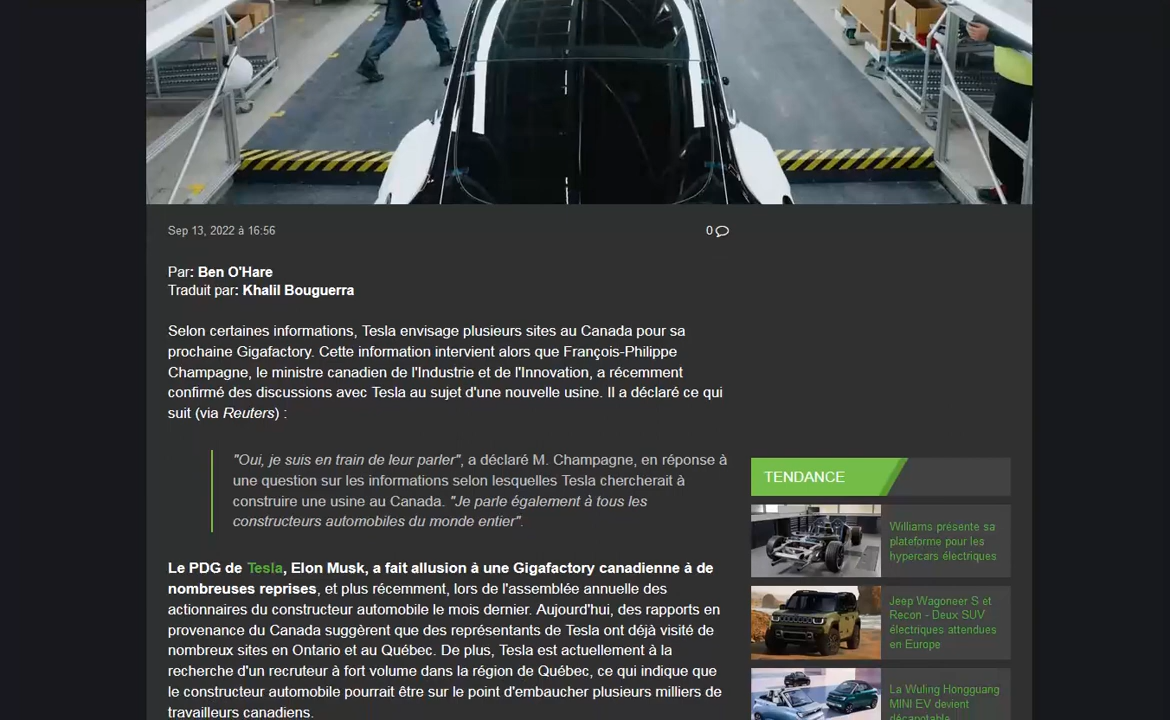 Sep 13, 2022 à 16:56
0
Par: Ben O'Hare
Traduit par: Khalil Bouguerra
Selon certaines informations, Tesla envisage plusieurs sites au Canada pour sa
prochaine Gigafactory. Cette information intervient alors que François-Philippe
Champagne, le ministre canadien de l'Industrie et de l'Innovation, a récemment
confirmé des discussions avec Tesla au sujet d'une nouvelle usine. Il a déclaré ce qui
suit (via Reuters) :
"Oui, je suis en train de leur parler", a déclaré M. Champagne, en réponse à
une question sur les informations selon lesquelles Tesla chercherait à
construire une usine au Canada. "Je parle également à tous les
constructeurs automobiles du monde entier".
Le PDG de Tesla, Elon Musk, a fait allusion à une Gigafactory canadienne à de
nombreuses reprises, et plus récemment, lors de l'assemblée annuelle des
actionnaires du constructeur automobile le mois dernier. Aujourd'hui, des rapports en
provenance du Canada suggèrent que des représentants de Tesla ont déjà visité de
nombreux sites en Ontario et au Québec. De plus, Tesla est actuellement à la
recherche d'un recruteur à fort volume dans la région de Québec, ce qui indique que
le constructeur automobile pourrait être sur le point d'embaucher plusieurs milliers de
travailleurs canadiens.
TENDANCE
Williams présente sa
plateforme pour les
hypercars électriques
Jeep Wagoneer S et
Recon - Deux SUV
électriques attendues
en Europe
La Wuling Hongguang
MINI EV devient
décapotable